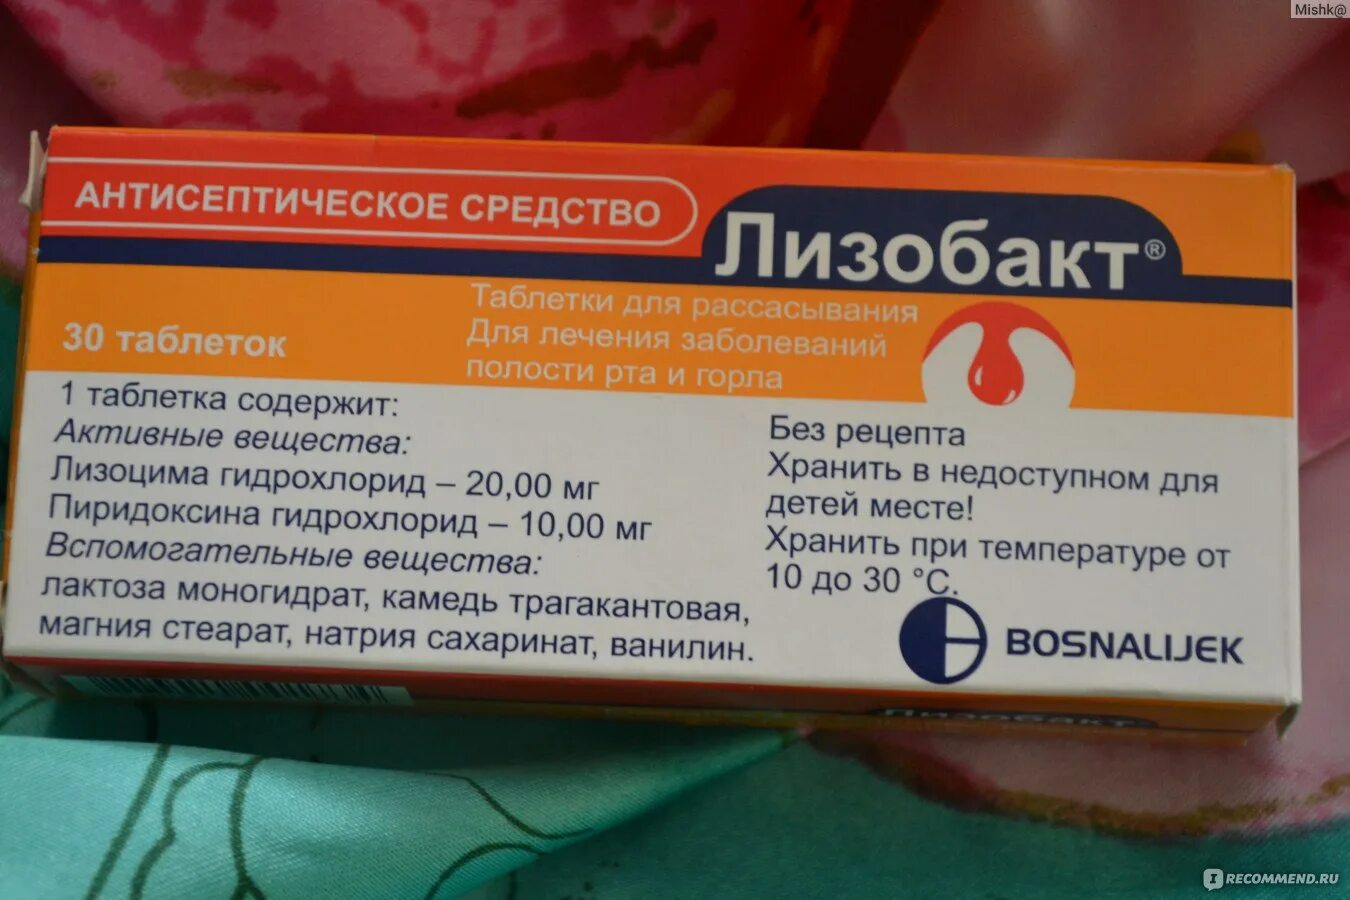 Mishk@
АНТИСЕПТИЧЕСКОЕ СРЕДСТВО
ЛИЗОБАКТ®
Таблетки для рассасывания
Для лечения заболеваний
полости рта и горла
30 таблеток
1 таблетка содержит:
Активные вещества:
Лизоцима гидрохлорид – 20,00 мг
Пиридоксина гидрохлорид – 10,00 мг
Вспомогательные вещества:
лактоза моногидрат, камедь трагакантовая,
магния стеарат, натрия сахаринат, ванилин.
Без рецепта
Хранить в недоступном для
детей месте!
Хранить при температуре от
10 до 30 °C.
BOSNALIJEK
ЛИЗОБАКТ
IRECOMMEND.RU